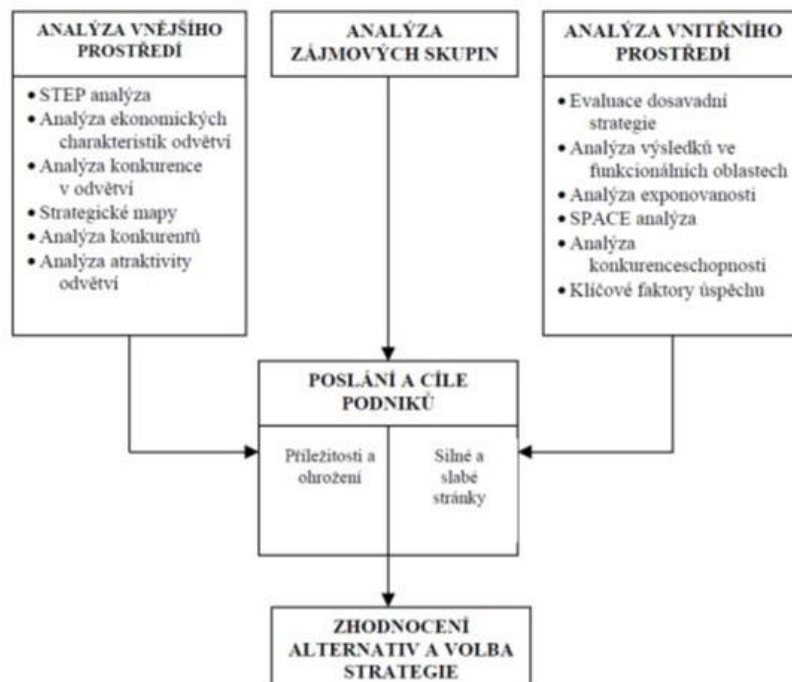 ANALÝZA VNĚJŠÍHO
PROSTŘEDÍ
• STEP analýza
• Analýza ekonomických
charakteristik odvětví
• Analýza konkurence
v odvětví
• Strategické mapy
• Analýza konkurentů
• Analýza atraktivity
odvětví
ANALÝZA
ZÁJMOVÝCH SKUPIN
ANALÝZA VNITŘNÍHO
PROSTŘEDÍ
• Evaluace dosavadní
strategie
• Analýza výsledků ve
funkcionálních oblastech
• Analýza exponovanosti
• SPACE analýza
• Analýza
konkurenceschopnosti
• Klíčové faktory úspěchu
POSLÁNÍ A CÍLE
PODNIKŮ
Příležitosti a
ohrožení
Silné a
slabé
stránky
ZHODNOCENÍ
ALTERNATIV A VOLBA
STRATEGIE